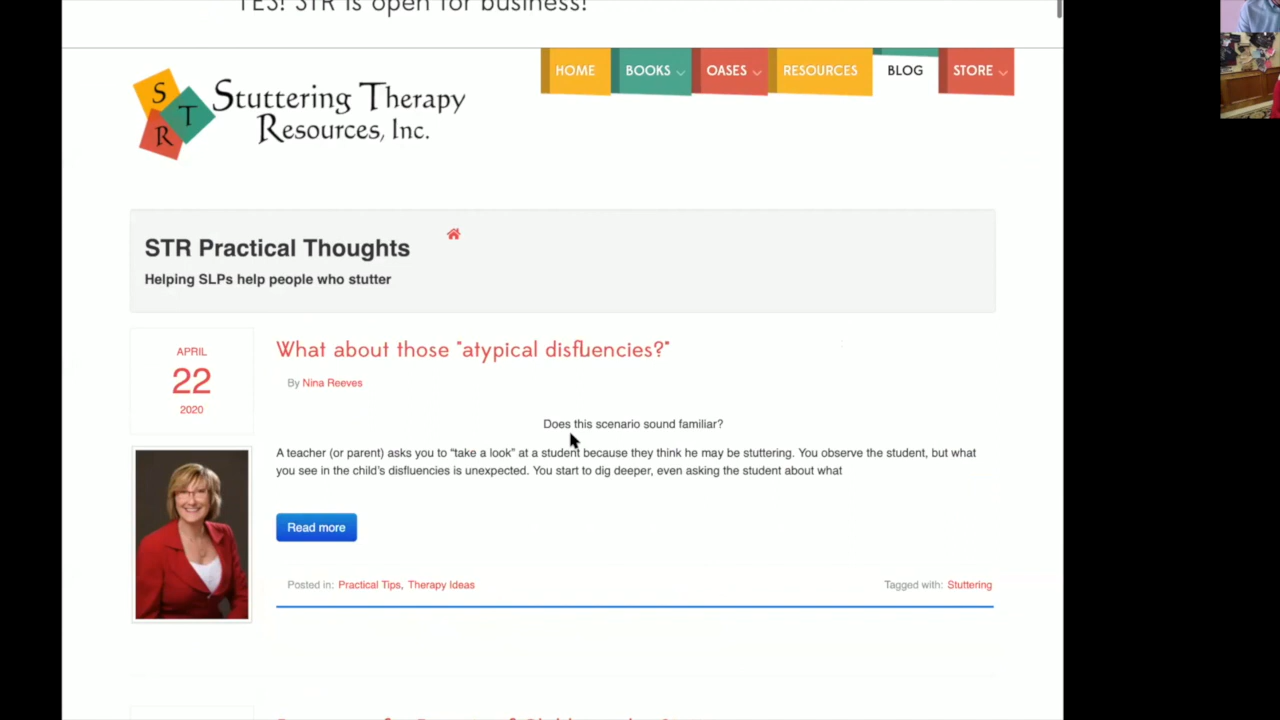 YES! STR is open for business!
HOME
BOOKS
OASES
RESOURCES
BLOG
STORE
S
T
R
Stuttering Therapy
Resources, Inc.
STR Practical Thoughts
Helping SLPs help people who stutter
APRIL
22
2020
What about those "atypical disfluencies?"
By Nina Reeves
Does this scenario sound familiar?
A teacher (or parent) asks you to “take a look” at a student because they think he may be stuttering. You observe the student, but what
you see in the child’s disfluencies is unexpected. You start to dig deeper, even asking the student about what
Read more
Posted in: Practical Tips, Therapy Ideas
Tagged with: Stuttering